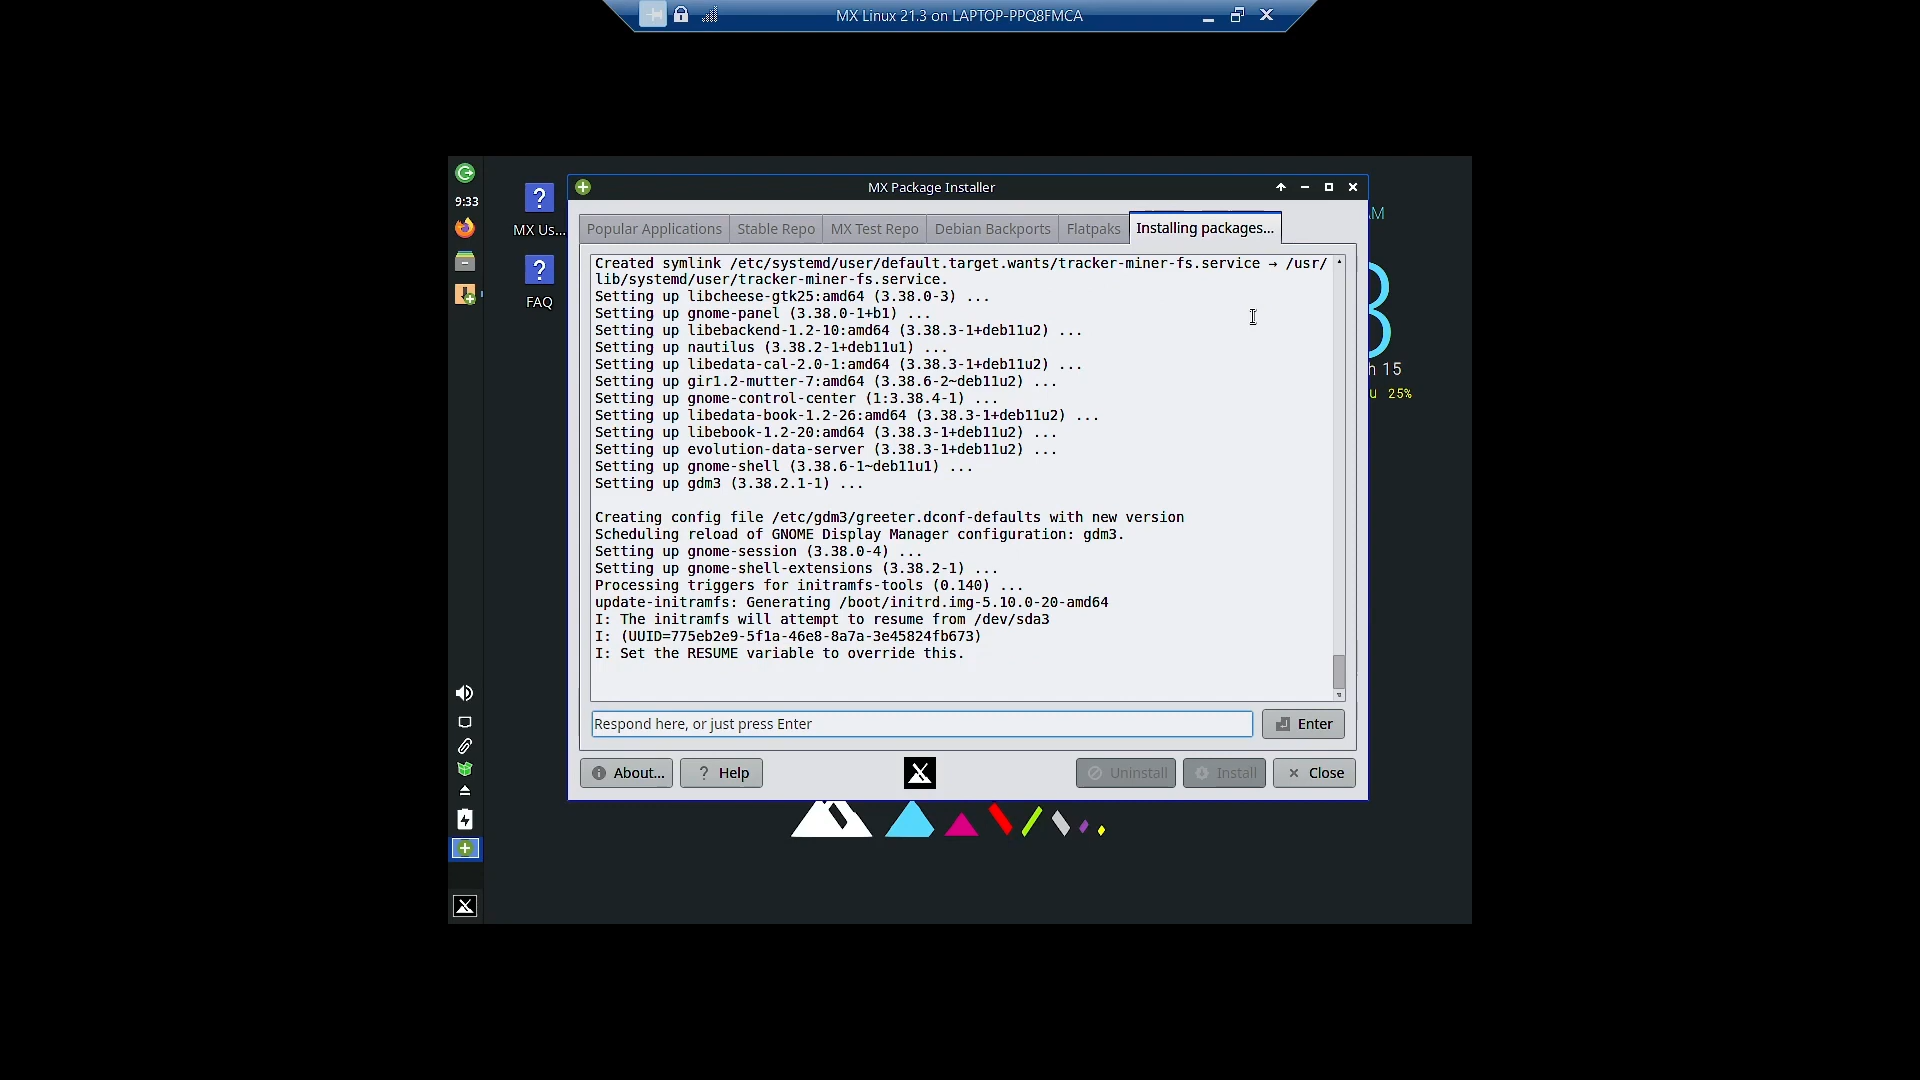 MX Linux 21.3 on LAPTOP-PPQ8FMCA
9:33
MX Us...
FAQ
MX Package Installer
Popular Applications
Stable Repo
MX Test Repo
Debian Backports
Flatpaks
Installing packages...
Created symlink /etc/systemd/user/default.target.wants/tracker-miner-fs.service → /usr/
lib/systemd/user/tracker-miner-fs.service.
Setting up libcheese-gtk25:amd64 (3.38.0-3) ...
Setting up gnome-panel (3.38.0-1+b1) ...
Setting up libebackend-1.2-10:amd64 (3.38.3-1+deb11u2) ...
Setting up nautilus (3.38.2-1+deb11u1) ...
Setting up libedata-cal-2.0-1:amd64 (3.38.3-1+deb11u2) ...
Setting up gir1.2-mutter-7:amd64 (3.38.6-2~deb11u2) ...
Setting up gnome-control-center (1:3.38.4-1) ...
Setting up libedata-book-1.2-26:amd64 (3.38.3-1+deb11u2) ...
Setting up libebook-1.2-20:amd64 (3.38.3-1+deb11u2) ...
Setting up evolution-data-server (3.38.3-1+deb11u2) ...
Setting up gnome-shell (3.38.6-1~deb11u1) ...
Setting up gdm3 (3.38.2.1-1) ...
Creating config file /etc/gdm3/greeter.dconf-defaults with new version
Scheduling reload of GNOME Display Manager configuration: gdm3.
Setting up gnome-session (3.38.0-4) ...
Setting up gnome-shell-extensions (3.38.2-1) ...
Processing triggers for initramfs-tools (0.140) ...
update-initramfs: Generating /boot/initrd.img-5.10.0-20-amd64
I: The initramfs will attempt to resume from /dev/sda3
I: (UUID=775eb2e9-5f1a-46e8-8a7a-3e45824fb673)
I: Set the RESUME variable to override this.
Respond here, or just press Enter
Enter
About...
Help
Uninstall
Install
Close
M
3
h 15
U 25%